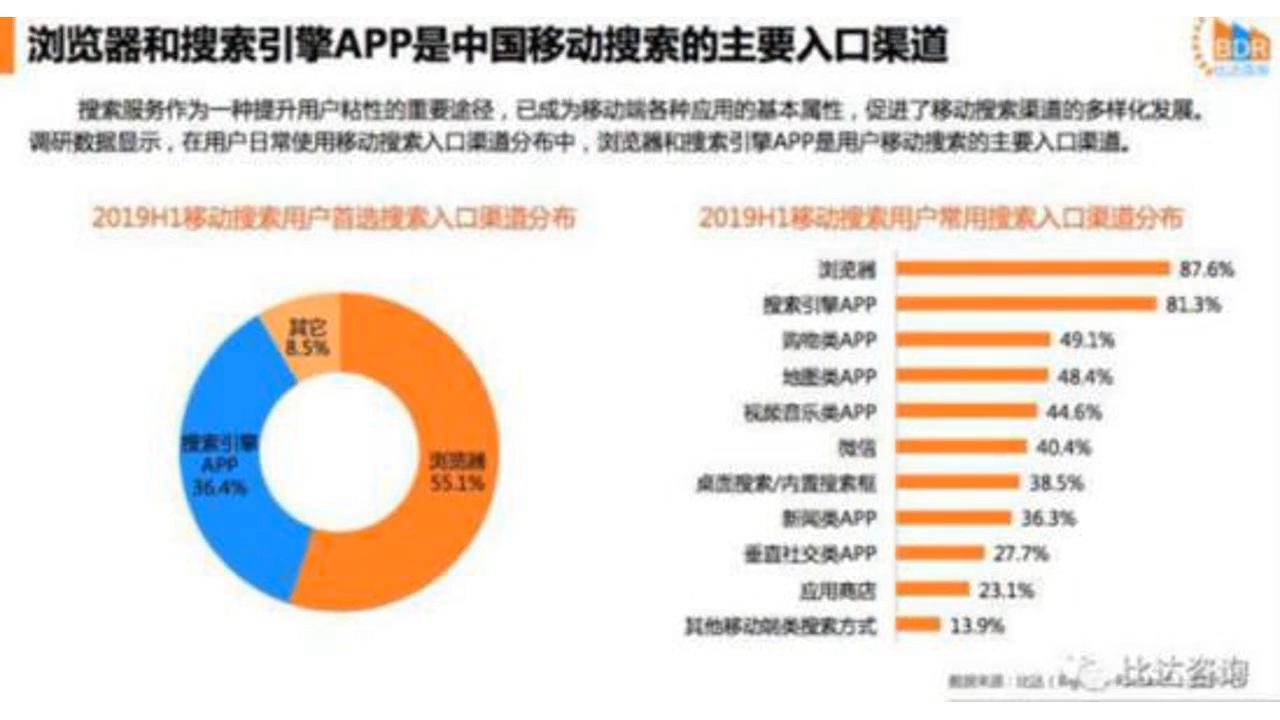 浏览器和搜索引擎APP是中国移动搜索的主要入口渠道
BDR
比达咨询
搜索服务作为一种提升用户粘性的重要途径，已成为移动端各种应用的基本属性，促进了移动搜索渠道的多样化发展。
调研数据显示，在用户日常使用移动搜索入口渠道分布中，浏览器和搜索引擎APP是用户移动搜索的主要入口渠道。
2019H1移动搜索用户首选搜索入口渠道分布
其它
8.5%
搜索引擎
APP
36.4%
浏览器
55.1%
2019H1移动搜索用户常用搜索入口渠道分布
浏览器 87.6%
搜索引擎APP 81.3%
购物类APP 49.1%
地图类APP 48.4%
视频音乐类APP 44.6%
微信 40.4%
桌面搜索/内置搜索框 38.5%
新闻类APP 36.3%
垂直社交类APP 27.7%
应用商店 23.1%
其他移动端类搜索方式 13.9%
数据来源：比达（Big
比达咨询